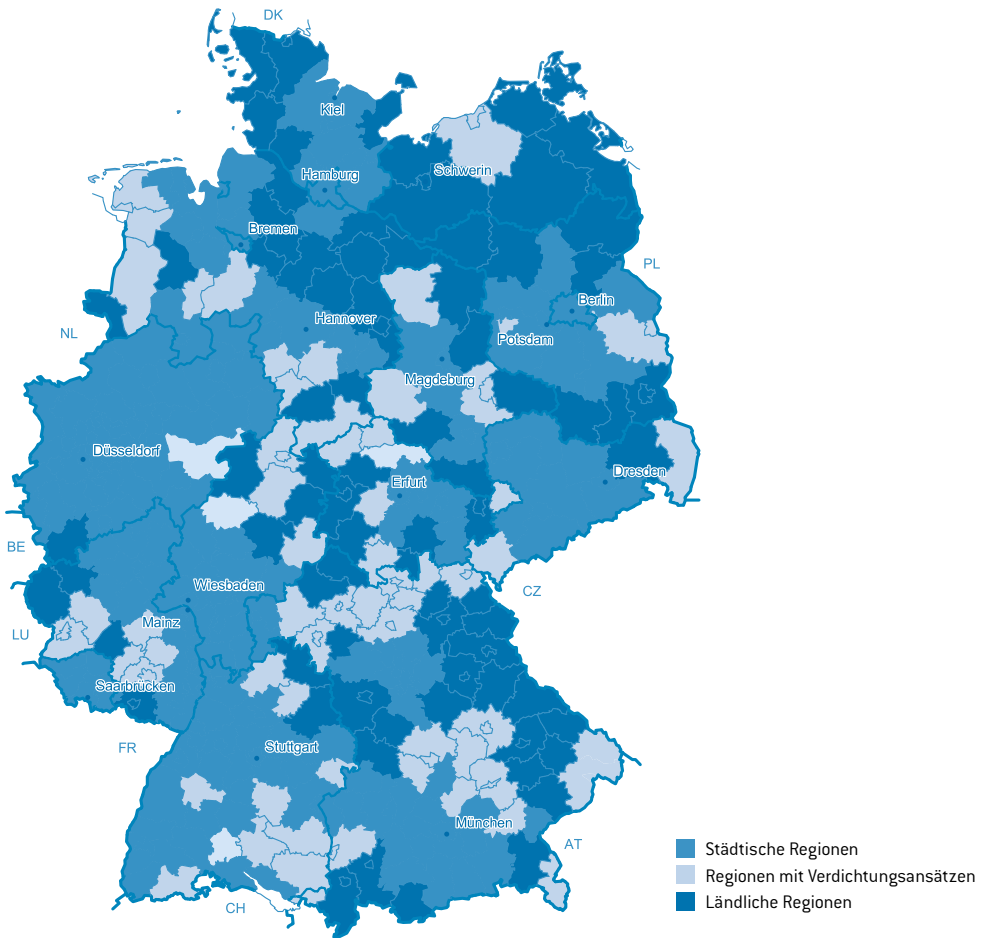 DK
Kiel
Schwerin
Hamburg
Bremen
PL
Berlin
Hannover
NL
Potsdam
Magdeburg
Düsseldorf
Dresden
Erfurt
BE
Wiesbaden
CZ
Mainz
LU
Saarbrücken
FR
Stuttgart
München
AT
CH
Städtische Regionen
Regionen mit Verdichtungsansätzen
Ländliche Regionen